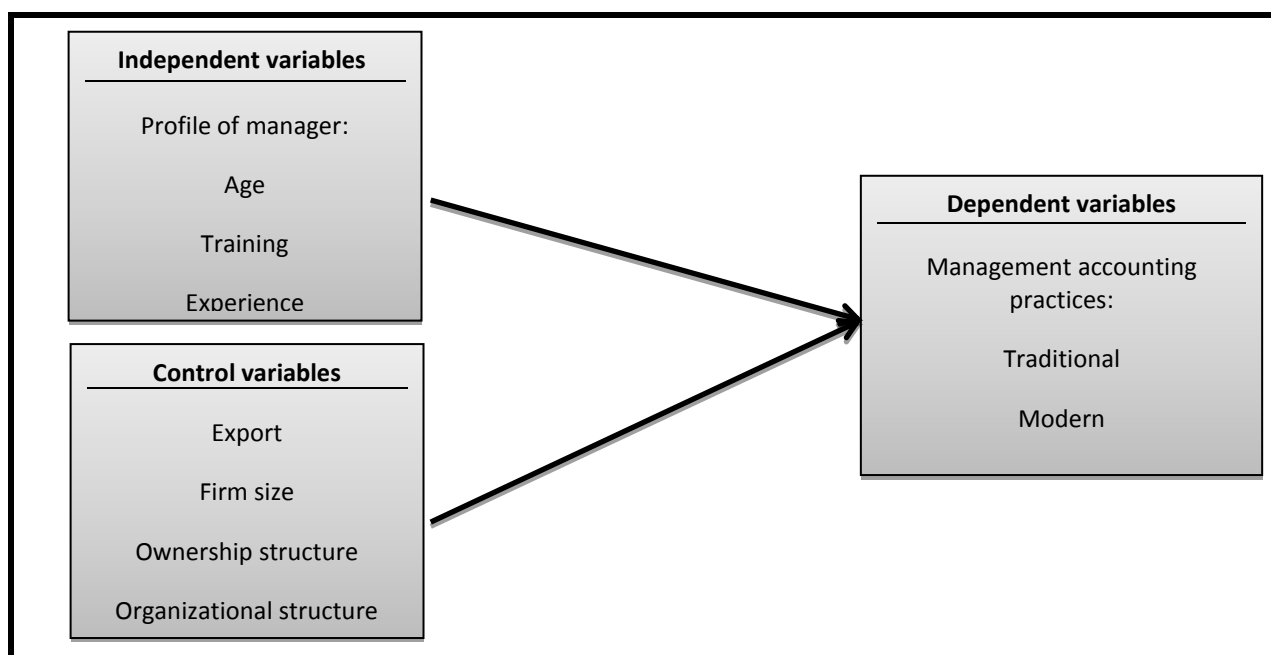 Independent variables
Profile of manager:
Age
Training
Experience
Control variables
Export
Firm size
Ownership structure
Organizational structure
Dependent variables
Management accounting
practices:
Traditional
Modern